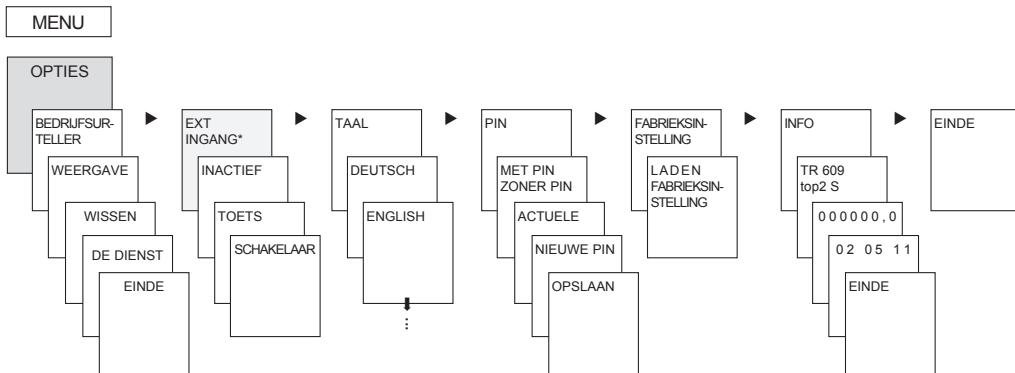 MENU
OPTIES
BEDRIJFSUR-
TELLER
WEERGAVE
WISSEN
DE DIENST
EINDE
EXT
INGANG*
INACTIEF
TOETS
SCHAKELAAR
TAAL
DEUTSCH
ENGLISH
...
PIN
MET PIN
ZONER PIN
ACTUELE
NIEUWE PIN
OPSLAAN
FABRIEKSIN-
STELLING
LADEN
FABRIEKSIN-
STELLING
INFO
TR 609
top2 S
000000,0
02 05 11
EINDE
EINDE